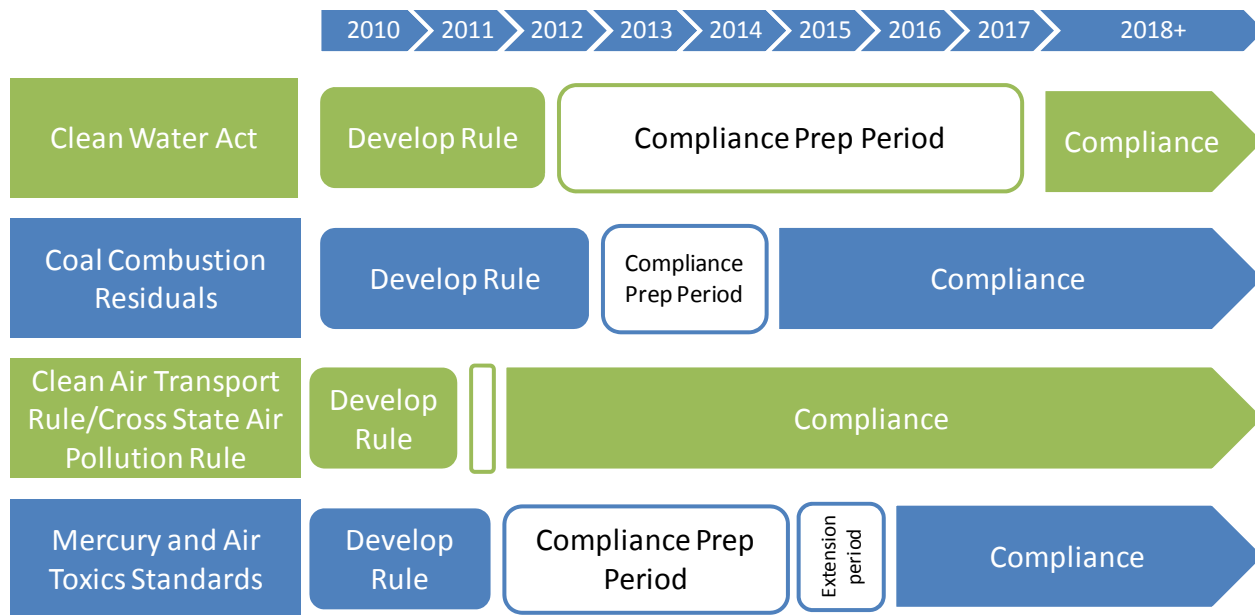 2010 2011 2012 2013 2014 2015 2016 2017 2018+
Clean Water Act
Develop Rule
Compliance Prep Period
Compliance
Coal Combustion
Residuals
Develop Rule
Compliance
Prep Period
Compliance
Clean Air Transport
Rule/Cross State Air
Pollution Rule
Develop
Rule
Compliance
Mercury and Air
Toxics Standards
Develop
Rule
Compliance Prep
Period
Extension
period
Compliance